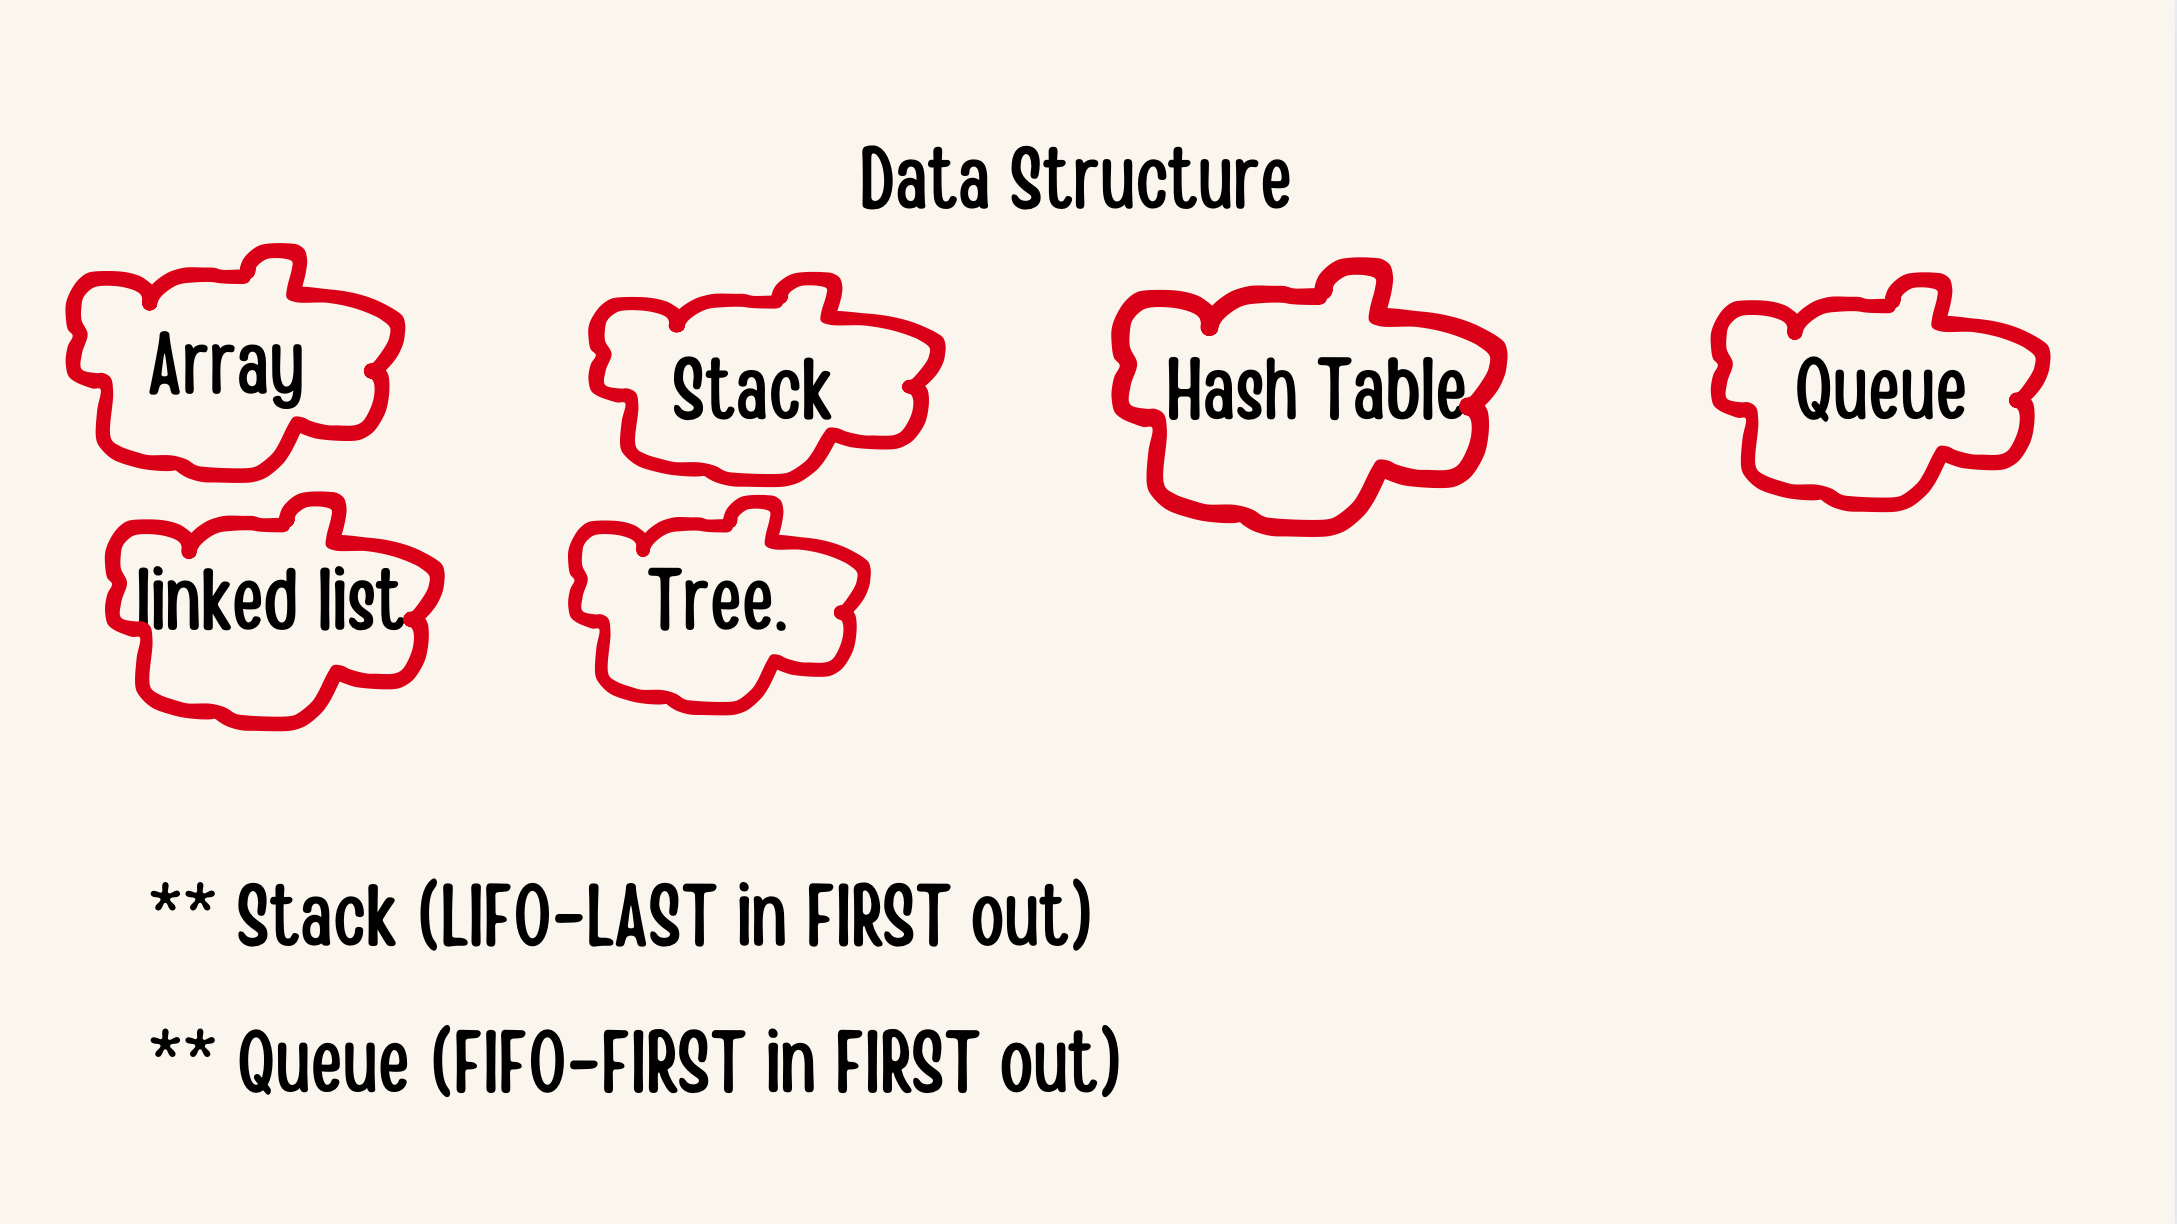 Data Structure
Array
Stack
Hash Table
Queue
linked list
Tree.
** Stack (LIFO-LAST in FIRST out)
** Queue (FIFO-FIRST in FIRST out)